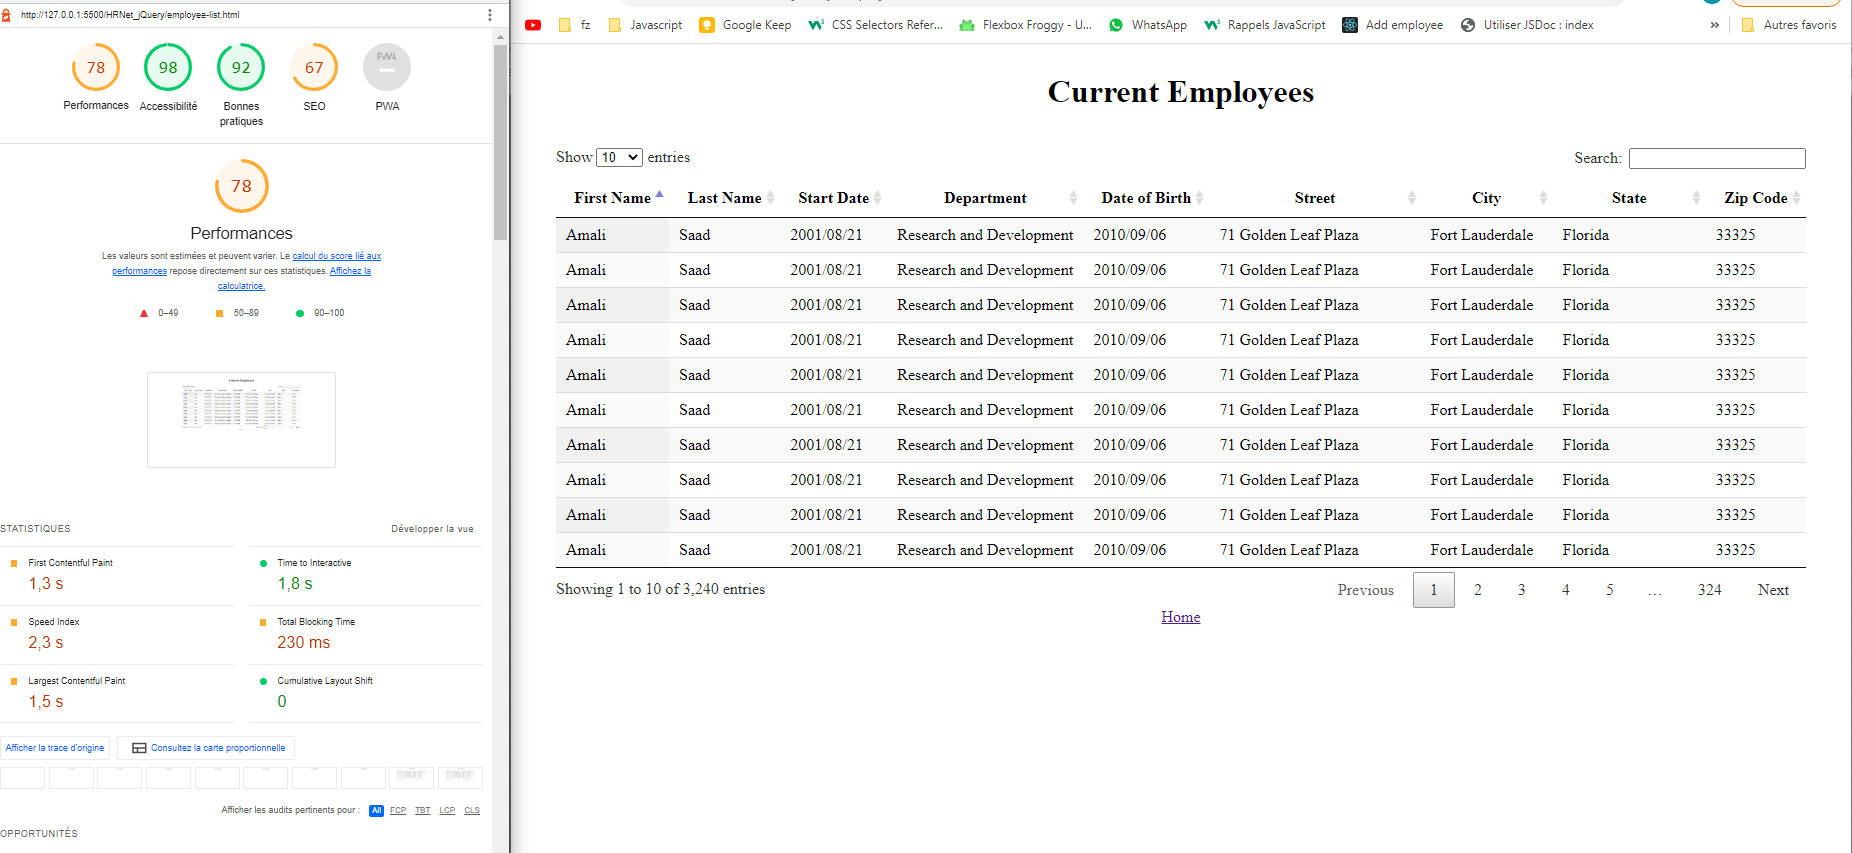 http://127.0.0.1:5500/HRNet_jQuery/employee-list.html
78
98
92
67
PWA
Performances
Accessibilité
Bonnes
pratiques
SEO
PWA
78
Performances
Les valeurs sont estimées et peuvent varier. Le calcul du score lié aux
performances repose directement sur ces statistiques. Affichez la
calculatrice.
0–49
50–89
90–100
STATISTIQUES
Développer la vue
First Contentful Paint
1,3 s
Time to Interactive
1,8 s
Speed Index
2,3 s
Total Blocking Time
230 ms
Largest Contentful Paint
1,5 s
Cumulative Layout Shift
0
Afficher la trace d'origine
Consultez la carte proportionnelle
Afficher les audits pertinents pour : All FCP TBT LCP CLS
OPPORTUNITÉS
fz Javascript Google Keep CSS Selectors Refer... Flexbox Froggy - U... WhatsApp Rappels JavaScript Add employee Utiliser JSDoc : index » Autres favoris
Current Employees
Show 10 entries
Search:
First Name Last Name Start Date Department Date of Birth Street City State Zip Code
Amali Saad 2001/08/21 Research and Development 2010/09/06 71 Golden Leaf Plaza Fort Lauderdale Florida 33325
Amali Saad 2001/08/21 Research and Development 2010/09/06 71 Golden Leaf Plaza Fort Lauderdale Florida 33325
Amali Saad 2001/08/21 Research and Development 2010/09/06 71 Golden Leaf Plaza Fort Lauderdale Florida 33325
Amali Saad 2001/08/21 Research and Development 2010/09/06 71 Golden Leaf Plaza Fort Lauderdale Florida 33325
Amali Saad 2001/08/21 Research and Development 2010/09/06 71 Golden Leaf Plaza Fort Lauderdale Florida 33325
Amali Saad 2001/08/21 Research and Development 2010/09/06 71 Golden Leaf Plaza Fort Lauderdale Florida 33325
Amali Saad 2001/08/21 Research and Development 2010/09/06 71 Golden Leaf Plaza Fort Lauderdale Florida 33325
Amali Saad 2001/08/21 Research and Development 2010/09/06 71 Golden Leaf Plaza Fort Lauderdale Florida 33325
Amali Saad 2001/08/21 Research and Development 2010/09/06 71 Golden Leaf Plaza Fort Lauderdale Florida 33325
Amali Saad 2001/08/21 Research and Development 2010/09/06 71 Golden Leaf Plaza Fort Lauderdale Florida 33325
Showing 1 to 10 of 3,240 entries
Previous 1 2 3 4 5 … 324 Next
Home